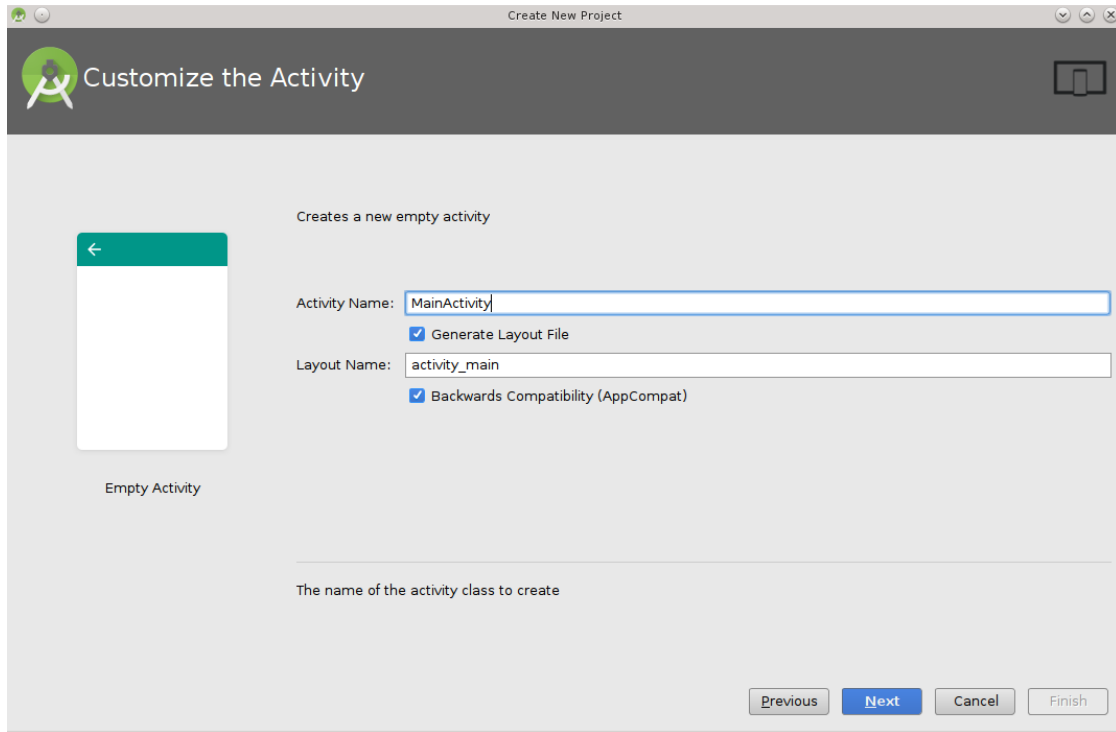 Create New Project
Customize the Activity
Creates a new empty activity
Activity Name: MainActivity
Generate Layout File
Layout Name: activity_main
Backwards Compatibility (AppCompat)
Empty Activity
The name of the activity class to create
Previous Next Cancel Finish